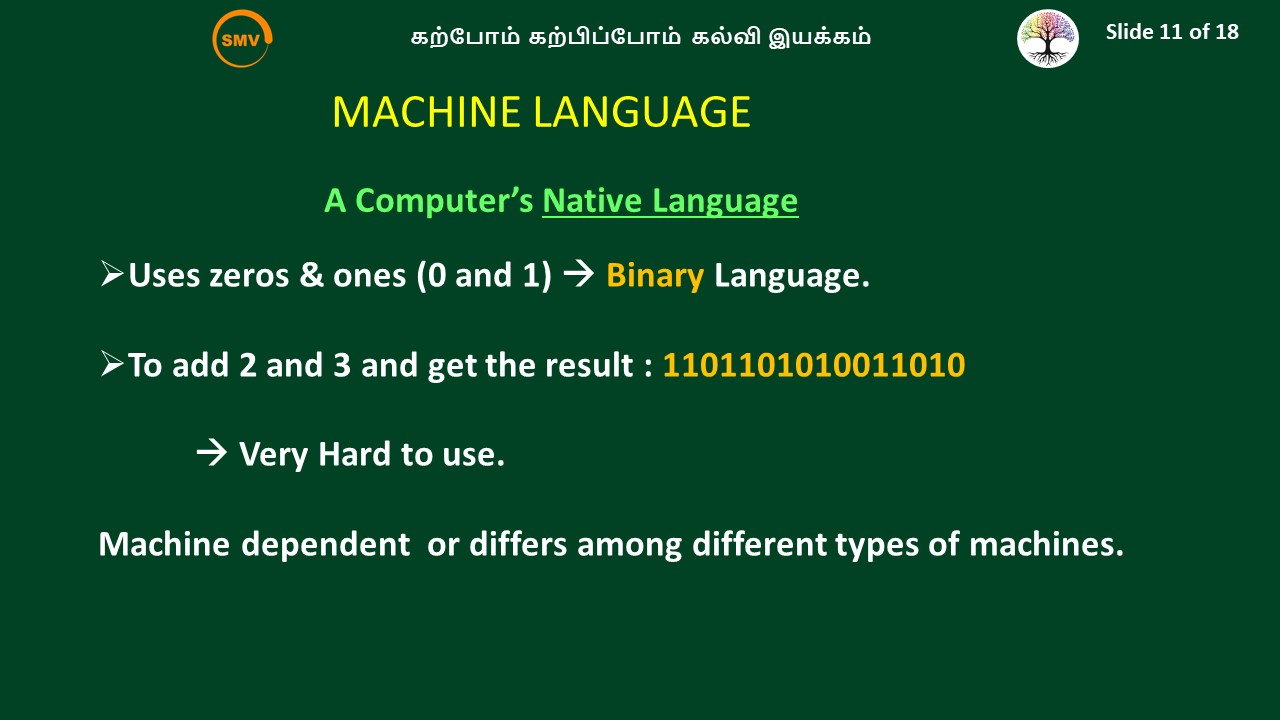 SMV
கற்போம் கற்பிப்போம் கல்வி இயக்கம்
Slide 11 of 18
MACHINE LANGUAGE
A Computer’s Native Language
➢Uses zeros & ones (0 and 1) → Binary Language.
➢To add 2 and 3 and get the result : 1101101010011010
→ Very Hard to use.
Machine dependent  or differs among different types of machines.